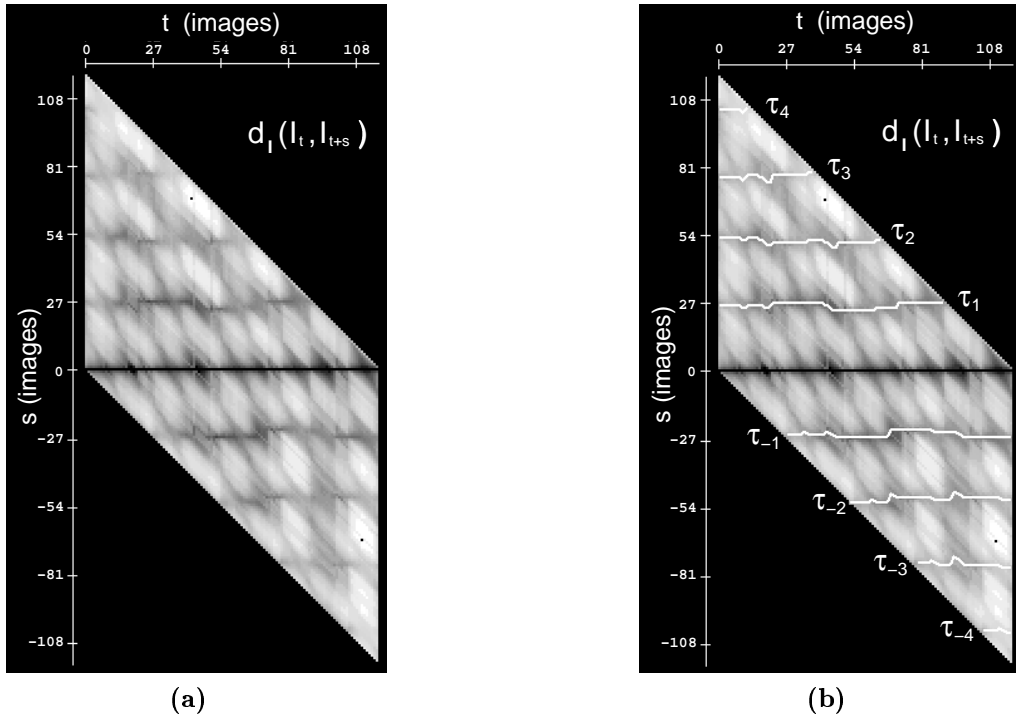 t (images)
0 27 54 81 108
108
81
54
27
0
-27
-54
-81
-108
s (images)
d_I(I_t, I_{t+s})
(a)
t (images)
0 27 54 81 108
108
81
54
27
0
-27
-54
-81
-108
s (images)
d_I(I_t, I_{t+s})
τ_4
τ_3
τ_2
τ_1
τ_{-1}
τ_{-2}
τ_{-3}
τ_{-4}
(b)